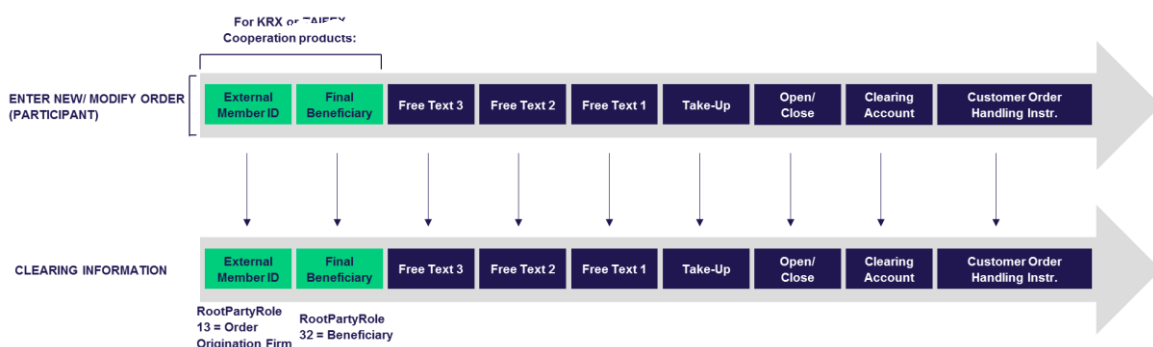 For KRX or
Cooperation products:
ENTER NEW/ MODIFY ORDER
(PARTICIPANT)
External
Member ID
Final
Beneficiary
Free Text 3
Free Text 2
Free Text 1
Take-Up
Open/
Close
Clearing
Account
Customer Order
Handling Instr.
CLEARING INFORMATION
External
Member ID
Final
Beneficiary
Free Text 3
Free Text 2
Free Text 1
Take-Up
Open/
Close
Clearing
Account
Customer Order
Handling Instr.
RootPartyRole
13 = Order
Origination Firm
RootPartyRole
32 = Beneficiary